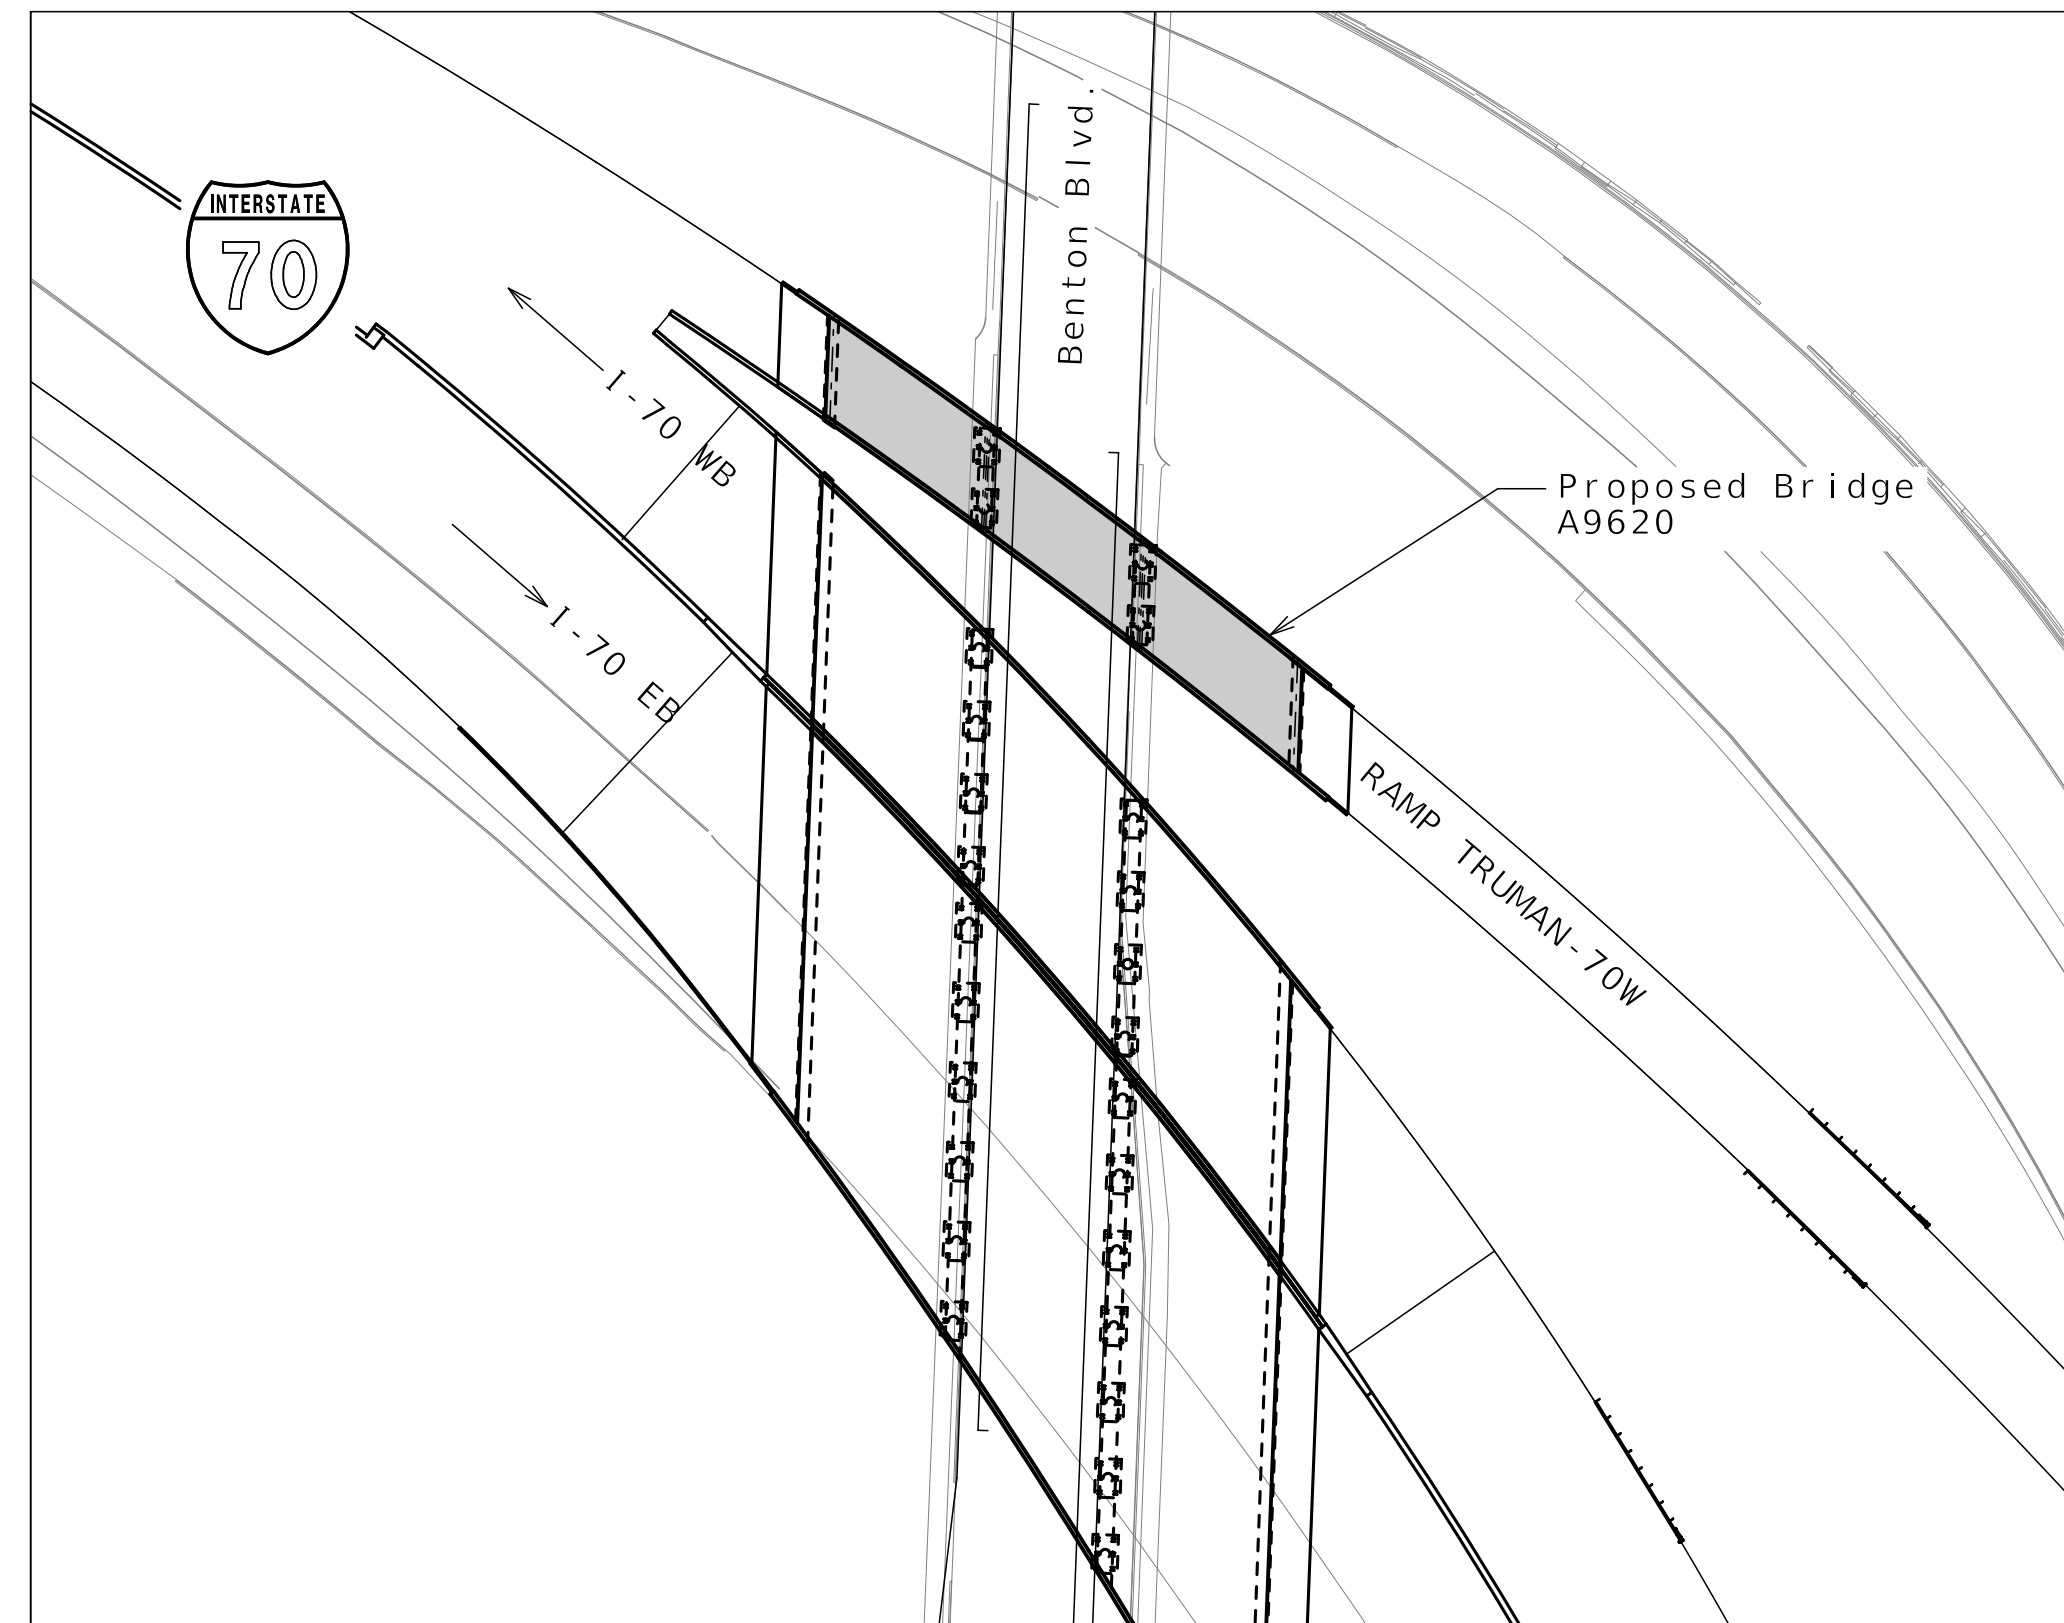 INTERSTATE
70
Benton Blvd.
I-70 WB
I-70 EB
Proposed Bridge
A9620
RAMP TRUMAN-70W